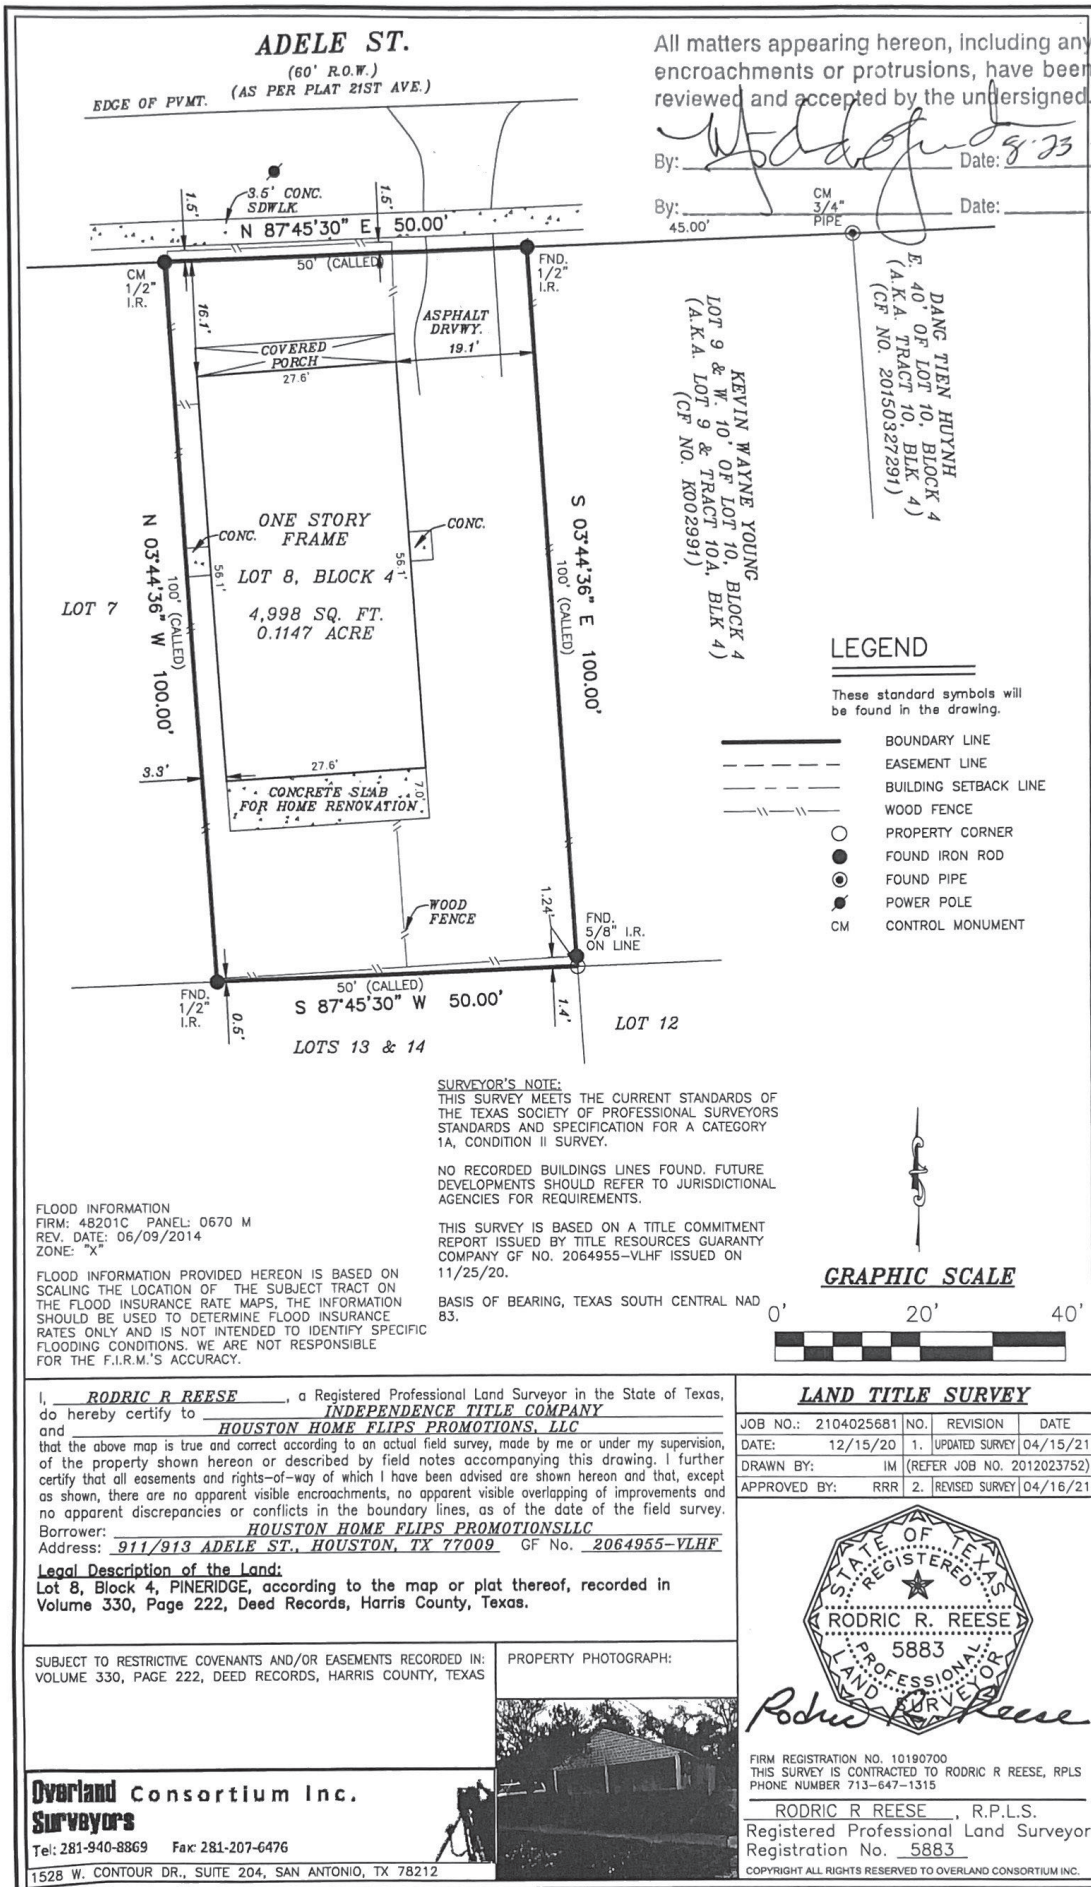 ADELE ST.
(60' R.O.W.)
(AS PER PLAT 21ST AVE.)
EDGE OF PVMT.
All matters appearing hereon, including any
encroachments or protrusions, have been
reviewed and accepted by the undersigned.
By: Date: 8-23
By: Date:
CM
3/4"
PIPE
45.00'
1.5'
3.5' CONC.
SDWLK.
1.5'
N 87°45'30" E 50.00'
50' (CALLED)
CM
1/2"
I.R.
FND.
1/2"
I.R.
16.1'
ASPHALT
DRVWY.
19.1'
COVERED
PORCH
27.6'
DANG TIEN HUYNH
E. 40' OF LOT 10, BLOCK 4
(A.K.A. TRACT 10, BLK. 4)
(CF NO. 20150327291)
KEVIN WAYNE YOUNG
LOT 9 & W. 10' OF LOT 10, BLOCK 4
(A.K.A. LOT 9 & TRACT 10A, BLK 4)
(CF NO. K002991)
N 03°44'36" W 100.00'
100' (CALLED)
S 03°44'36" E 100.00'
100' (CALLED)
CONC.
ONE STORY
FRAME
CONC.
56.1'
56.1'
LOT 8, BLOCK 4
4,998 SQ. FT.
0.1147 ACRE
LOT 7
3.3'
27.6'
CONCRETE SLAB
FOR HOME RENOVATION
7.0'
WOOD
FENCE
1.24'
FND.
5/8" I.R.
ON LINE
FND.
1/2"
I.R.
0.5'
50' (CALLED)
S 87°45'30" W 50.00'
1.4'
LOT 12
LOTS 13 & 14
LEGEND
These standard symbols will
be found in the drawing.
BOUNDARY LINE
EASEMENT LINE
BUILDING SETBACK LINE
WOOD FENCE
PROPERTY CORNER
FOUND IRON ROD
FOUND PIPE
POWER POLE
CM CONTROL MONUMENT
SURVEYOR'S NOTE:
THIS SURVEY MEETS THE CURRENT STANDARDS OF
THE TEXAS SOCIETY OF PROFESSIONAL SURVEYORS
STANDARDS AND SPECIFICATION FOR A CATEGORY
1A, CONDITION II SURVEY.
NO RECORDED BUILDINGS LINES FOUND. FUTURE
DEVELOPMENTS SHOULD REFER TO JURISDICTIONAL
AGENCIES FOR REQUIREMENTS.
THIS SURVEY IS BASED ON A TITLE COMMITMENT
REPORT ISSUED BY TITLE RESOURCES GUARANTY
COMPANY GF NO. 2064955-VLHF ISSUED ON
11/25/20.
BASIS OF BEARING, TEXAS SOUTH CENTRAL NAD
83.
FLOOD INFORMATION
FIRM: 48201C PANEL: 0670 M
REV. DATE: 06/09/2014
ZONE: "X"
FLOOD INFORMATION PROVIDED HEREON IS BASED ON
SCALING THE LOCATION OF THE SUBJECT TRACT ON
THE FLOOD INSURANCE RATE MAPS, THE INFORMATION
SHOULD BE USED TO DETERMINE FLOOD INSURANCE
RATES ONLY AND IS NOT INTENDED TO IDENTIFY SPECIFIC
FLOODING CONDITIONS. WE ARE NOT RESPONSIBLE
FOR THE F.I.R.M.'S ACCURACY.
GRAPHIC SCALE
0' 20' 40'
I, RODRIC R REESE, a Registered Professional Land Surveyor in the State of Texas,
do hereby certify to INDEPENDENCE TITLE COMPANY
and HOUSTON HOME FLIPS PROMOTIONS, LLC
that the above map is true and correct according to an actual field survey, made by me or under my supervision,
of the property shown hereon or described by field notes accompanying this drawing. I further
certify that all easements and rights-of-way of which I have been advised are shown hereon and that, except
as shown, there are no apparent visible encroachments, no apparent visible overlapping of improvements and
no apparent discrepancies or conflicts in the boundary lines, as of the date of the field survey.
Borrower: HOUSTON HOME FLIPS PROMOTIONSLLC
Address: 911/913 ADELE ST., HOUSTON, TX 77009 GF No. 2064955-VLHF
Legal Description of the Land:
Lot 8, Block 4, PINERIDGE, according to the map or plat thereof, recorded in
Volume 330, Page 222, Deed Records, Harris County, Texas.
LAND TITLE SURVEY
JOB NO.: 2104025681 NO. REVISION DATE
DATE: 12/15/20 1. UPDATED SURVEY 04/15/21
DRAWN BY: IM (REFER JOB NO. 2012023752)
APPROVED BY: RRR 2. REVISED SURVEY 04/16/21
STATE OF TEXAS
REGISTERED
RODRIC R. REESE
5883
PROFESSIONAL
LAND SURVEYOR
Rodric R. Reese
SUBJECT TO RESTRICTIVE COVENANTS AND/OR EASEMENTS RECORDED IN:
VOLUME 330, PAGE 222, DEED RECORDS, HARRIS COUNTY, TEXAS
PROPERTY PHOTOGRAPH:
FIRM REGISTRATION NO. 10190700
THIS SURVEY IS CONTRACTED TO RODRIC R REESE, RPLS
PHONE NUMBER 713-647-1315
RODRIC R REESE, R.P.L.S.
Registered Professional Land Surveyor
Registration No. 5883
COPYRIGHT ALL RIGHTS RESERVED TO OVERLAND CONSORTIUM INC.
Overland Consortium Inc.
Surveyors
Tel: 281-940-8869 Fax: 281-207-6476
1528 W. CONTOUR DR., SUITE 204, SAN ANTONIO, TX 78212